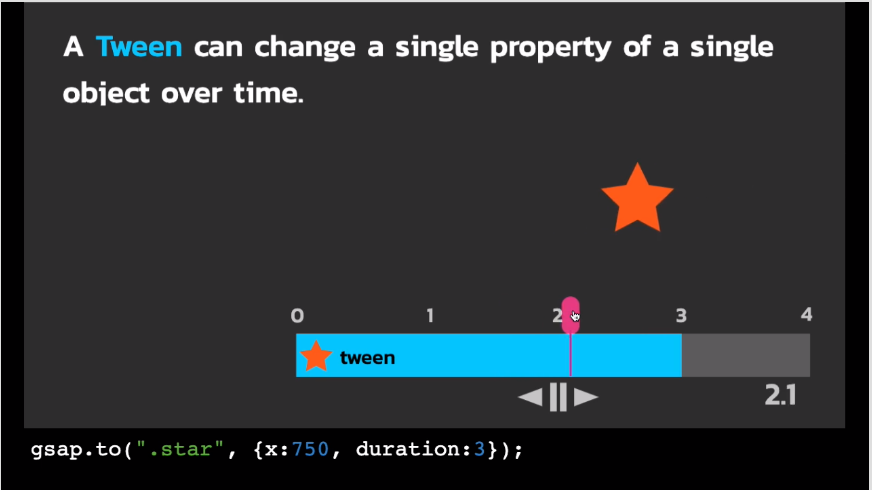 A Tween can change a single property of a single
object over time.
0 1 2 3 4
tween
2.1
gsap.to(".star", {x:750, duration:3});